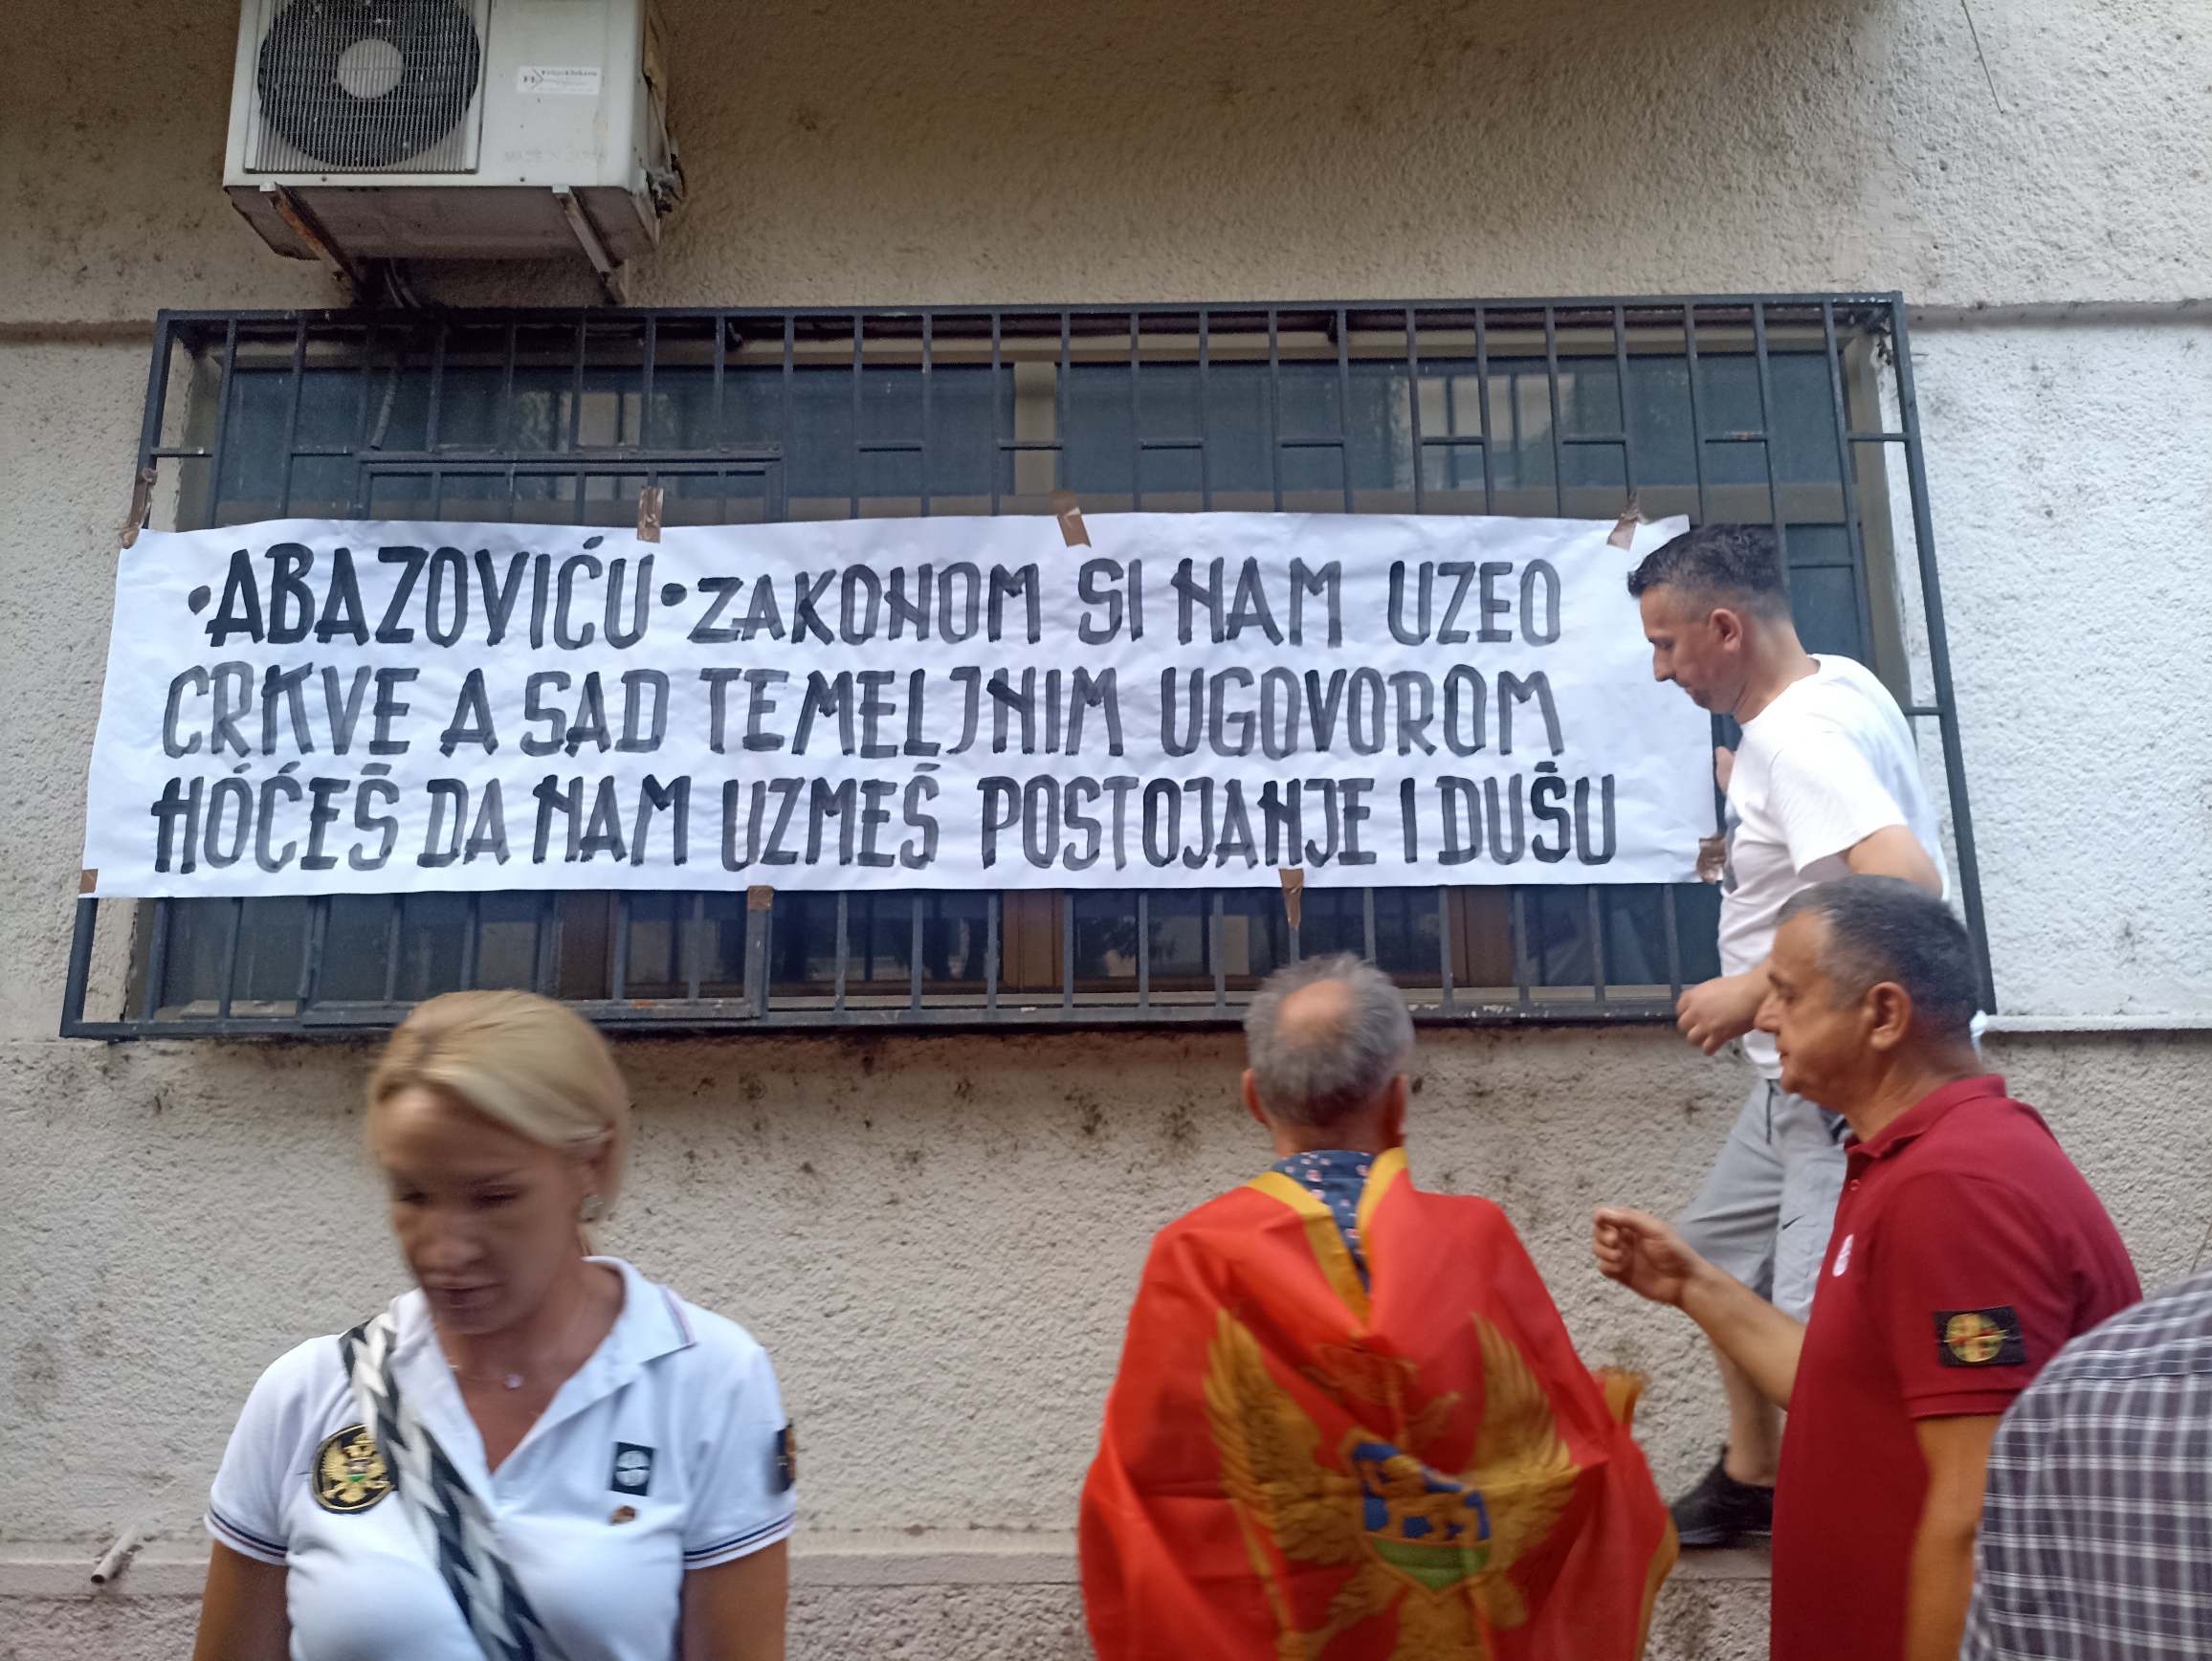 •ABAZOVIĆU•ZAKONOM SI NAM UZEO
CRKVE A SAD TEMELJNIM UGOVOROM
HOĆEŠ DA NAM UZMEŠ POSTOJANJE I DUŠU